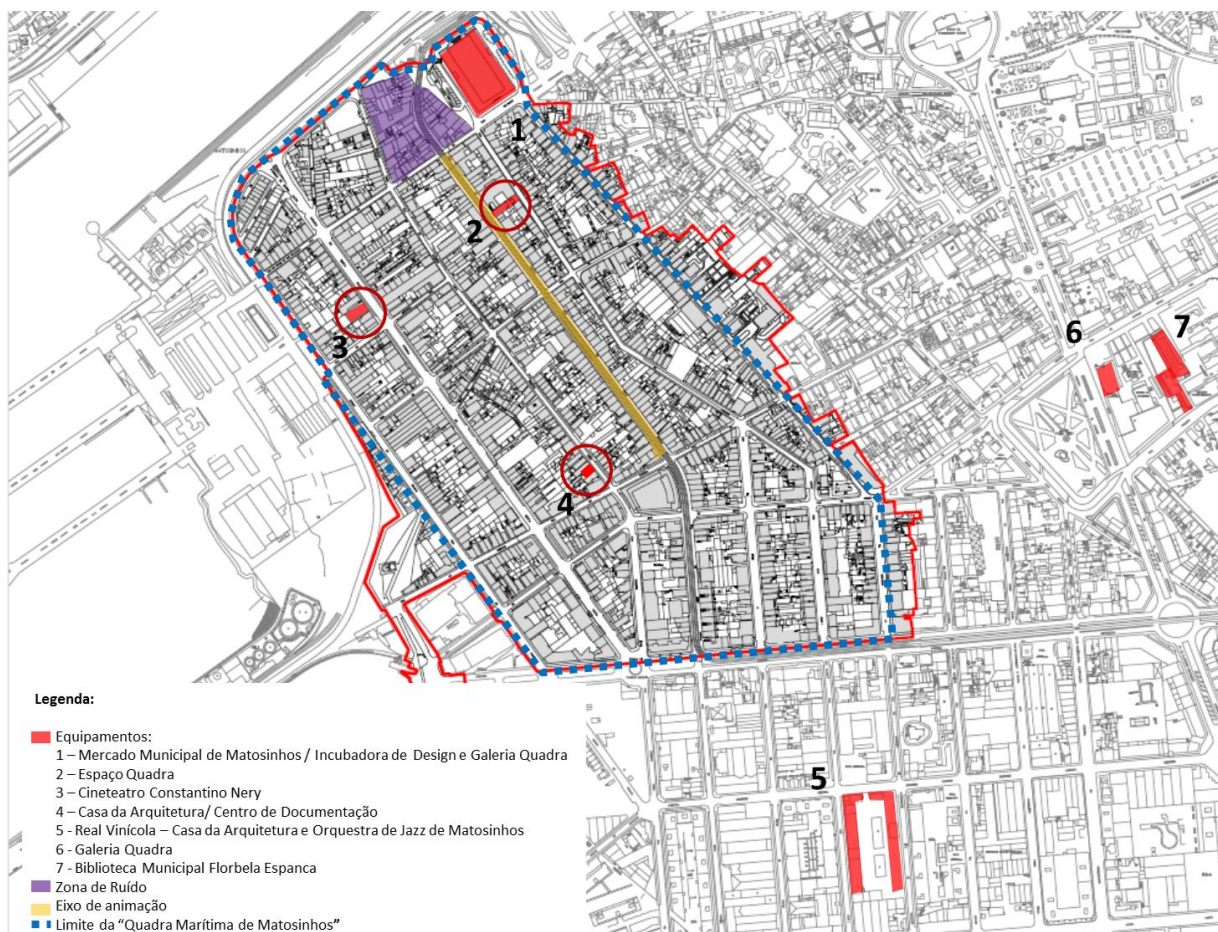 1
2
3
4
6
7
5
Legenda:
Equipamentos:
1 – Mercado Municipal de Matosinhos / Incubadora de Design e Galeria Quadra
2 – Espaço Quadra
3 – Cineteatro Constantino Nery
4 – Casa da Arquitetura/ Centro de Documentação
5 - Real Vinícola – Casa da Arquitetura e Orquestra de Jazz de Matosinhos
6 - Galeria Quadra
7 - Biblioteca Municipal Florbela Espanca
Zona de Ruído
Eixo de animação
Limite da “Quadra Marítima de Matosinhos”